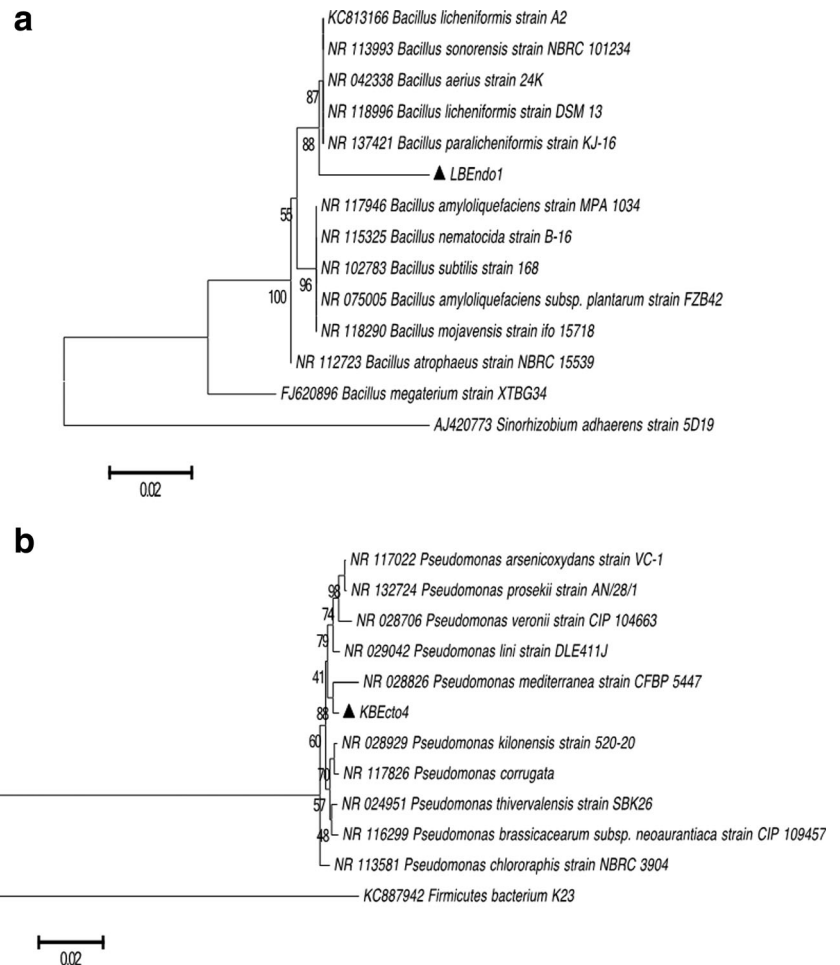 a
KC813166 Bacillus licheniformis strain A2
NR 113993 Bacillus sonorensis strain NBRC 101234
NR 042338 Bacillus aerius strain 24K
87
NR 118996 Bacillus licheniformis strain DSM 13
NR 137421 Bacillus paralicheniformis strain KJ-16
88
▲ LBEndo1
NR 117946 Bacillus amyloliquefaciens strain MPA 1034
55
NR 115325 Bacillus nematocida strain B-16
NR 102783 Bacillus subtilis strain 168
96
NR 075005 Bacillus amyloliquefaciens subsp. plantarum strain FZB42
100
NR 118290 Bacillus mojavensis strain ifo 15718
NR 112723 Bacillus atrophaeus strain NBRC 15539
FJ620896 Bacillus megaterium strain XTBG34
AJ420773 Sinorhizobium adhaerens strain 5D19
0.02
b
NR 117022 Pseudomonas arsenicoxydans strain VC-1
98
NR 132724 Pseudomonas prosekii strain AN/28/1
74
NR 028706 Pseudomonas veronii strain CIP 104663
79
NR 029042 Pseudomonas lini strain DLE411J
41
NR 028826 Pseudomonas mediterranea strain CFBP 5447
88
▲ KBEcto4
60
NR 028929 Pseudomonas kilonensis strain 520-20
70
NR 117826 Pseudomonas corrugata
57
NR 024951 Pseudomonas thivervalensis strain SBK26
48
NR 116299 Pseudomonas brassicacearum subsp. neoaurantiaca strain CIP 109457
NR 113581 Pseudomonas chlororaphis strain NBRC 3904
KC887942 Firmicutes bacterium K23
0.02